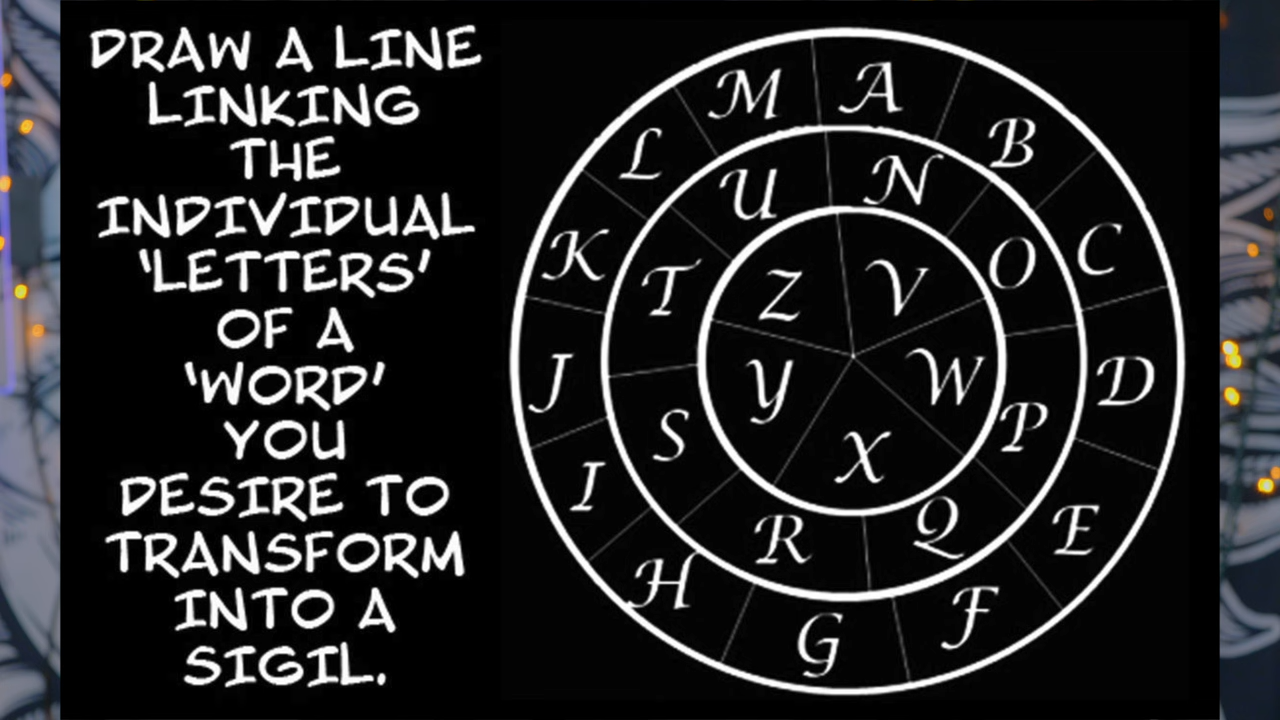 DRAW A LINE
LINKING
THE
INDIVIDUAL
'LETTERS'
OF A
'WORD'
YOU
DESIRE TO
TRANSFORM
INTO A
SIGIL.
A
B
C
D
E
F
G
H
I
J
K
L
M
N
O
P
Q
R
S
T
U
V
W
X
Y
Z